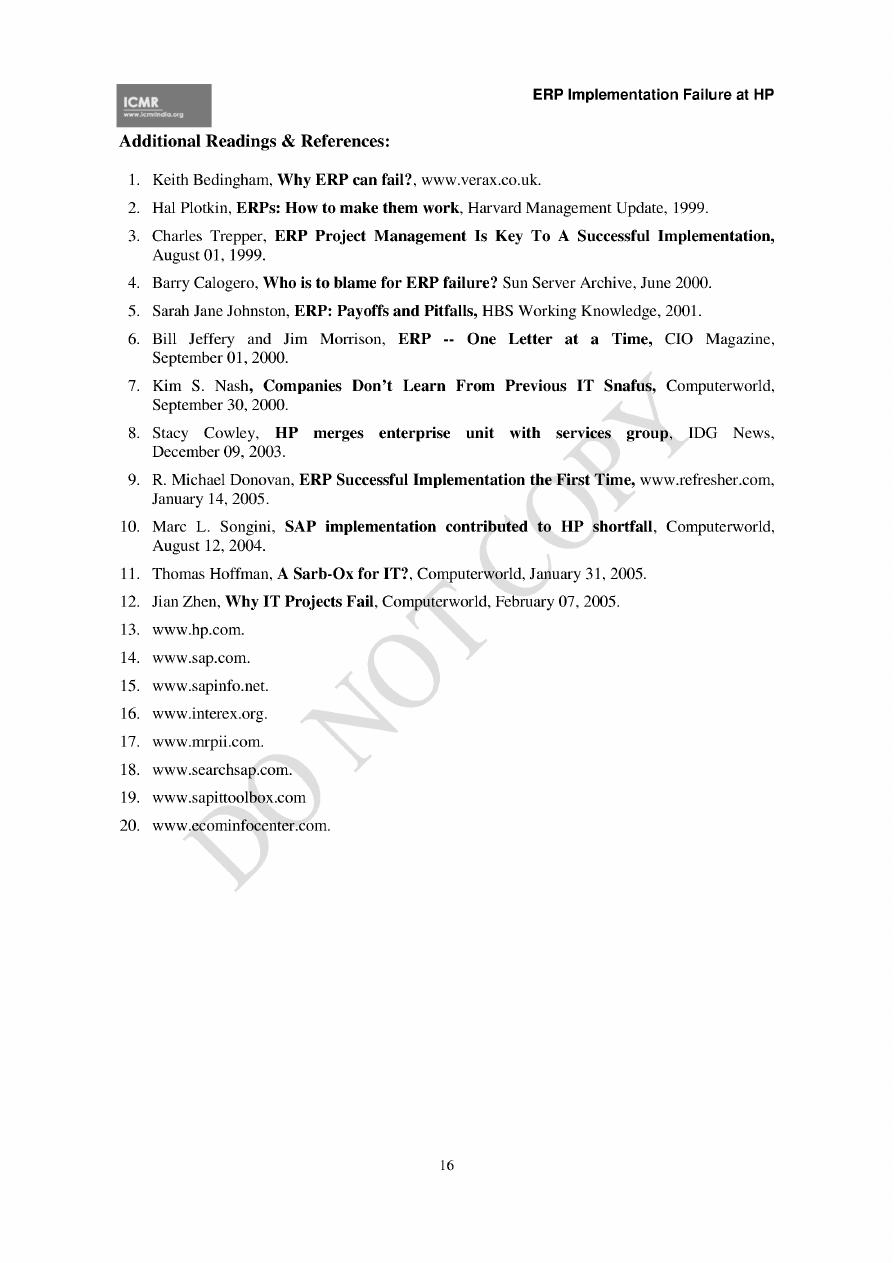 ICMR
www.icmrindia.org
ERP Implementation Failure at HP
Additional Readings & References:
1. Keith Bedingham, Why ERP can fail?, www.verax.co.uk.
2. Hal Plotkin, ERPs: How to make them work, Harvard Management Update, 1999.
3. Charles Trepper, ERP Project Management Is Key To A Successful Implementation,
August 01, 1999.
4. Barry Calogero, Who is to blame for ERP failure? Sun Server Archive, June 2000.
5. Sarah Jane Johnston, ERP: Payoffs and Pitfalls, HBS Working Knowledge, 2001.
6. Bill Jeffery and Jim Morrison, ERP -- One Letter at a Time, CIO Magazine,
September 01, 2000.
7. Kim S. Nash, Companies Don’t Learn From Previous IT Snafus, Computerworld,
September 30, 2000.
8. Stacy Cowley, HP merges enterprise unit with services group, IDG News,
December 09, 2003.
9. R. Michael Donovan, ERP Successful Implementation the First Time, www.refresher.com,
January 14, 2005.
10. Marc L. Songini, SAP implementation contributed to HP shortfall, Computerworld,
August 12, 2004.
11. Thomas Hoffman, A Sarb-Ox for IT?, Computerworld, January 31, 2005.
12. Jian Zhen, Why IT Projects Fail, Computerworld, February 07, 2005.
13. www.hp.com.
14. www.sap.com.
15. www.sapinfo.net.
16. www.interex.org.
17. www.mrpii.com.
18. www.searchsap.com.
19. www.sapittoolbox.com
20. www.ecominfocenter.com.
DO NOT COPY
16